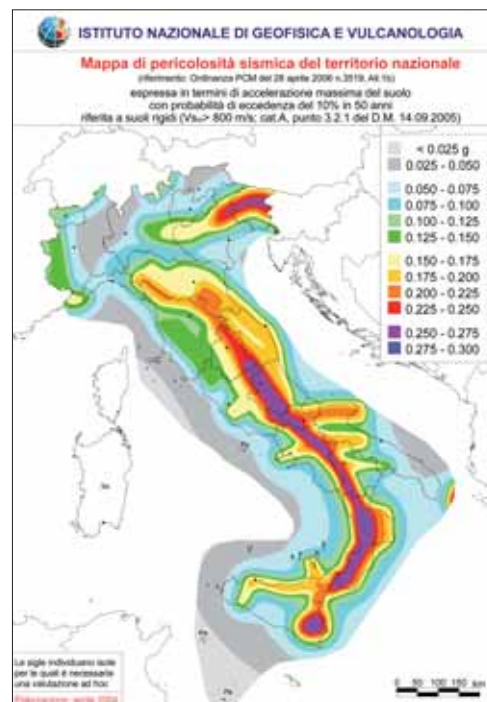 ISTITUTO NAZIONALE DI GEOFISICA E VULCANOLOGIA
Mappa di pericolosità sismica del territorio nazionale
(riferimento: Ordinanza PCM del 28 aprile 2006 n.3519, All.1b)
espressa in termini di accelerazione massima del suolo
con probabilità di eccedenza del 10% in 50 anni
riferita a suoli rigidi (Vs₃₀> 800 m/s; cat.A, punto 3.2.1 del D.M. 14.09.2005)
< 0.025 g
0.025 - 0.050
0.050 - 0.075
0.075 - 0.100
0.100 - 0.125
0.125 - 0.150
0.150 - 0.175
0.175 - 0.200
0.200 - 0.225
0.225 - 0.250
0.250 - 0.275
0.275 - 0.300
Le sigle individuano isole
per le quali è necessaria
una valutazione ad hoc
Elaborazione: aprile 2004
0 50 100 150 km